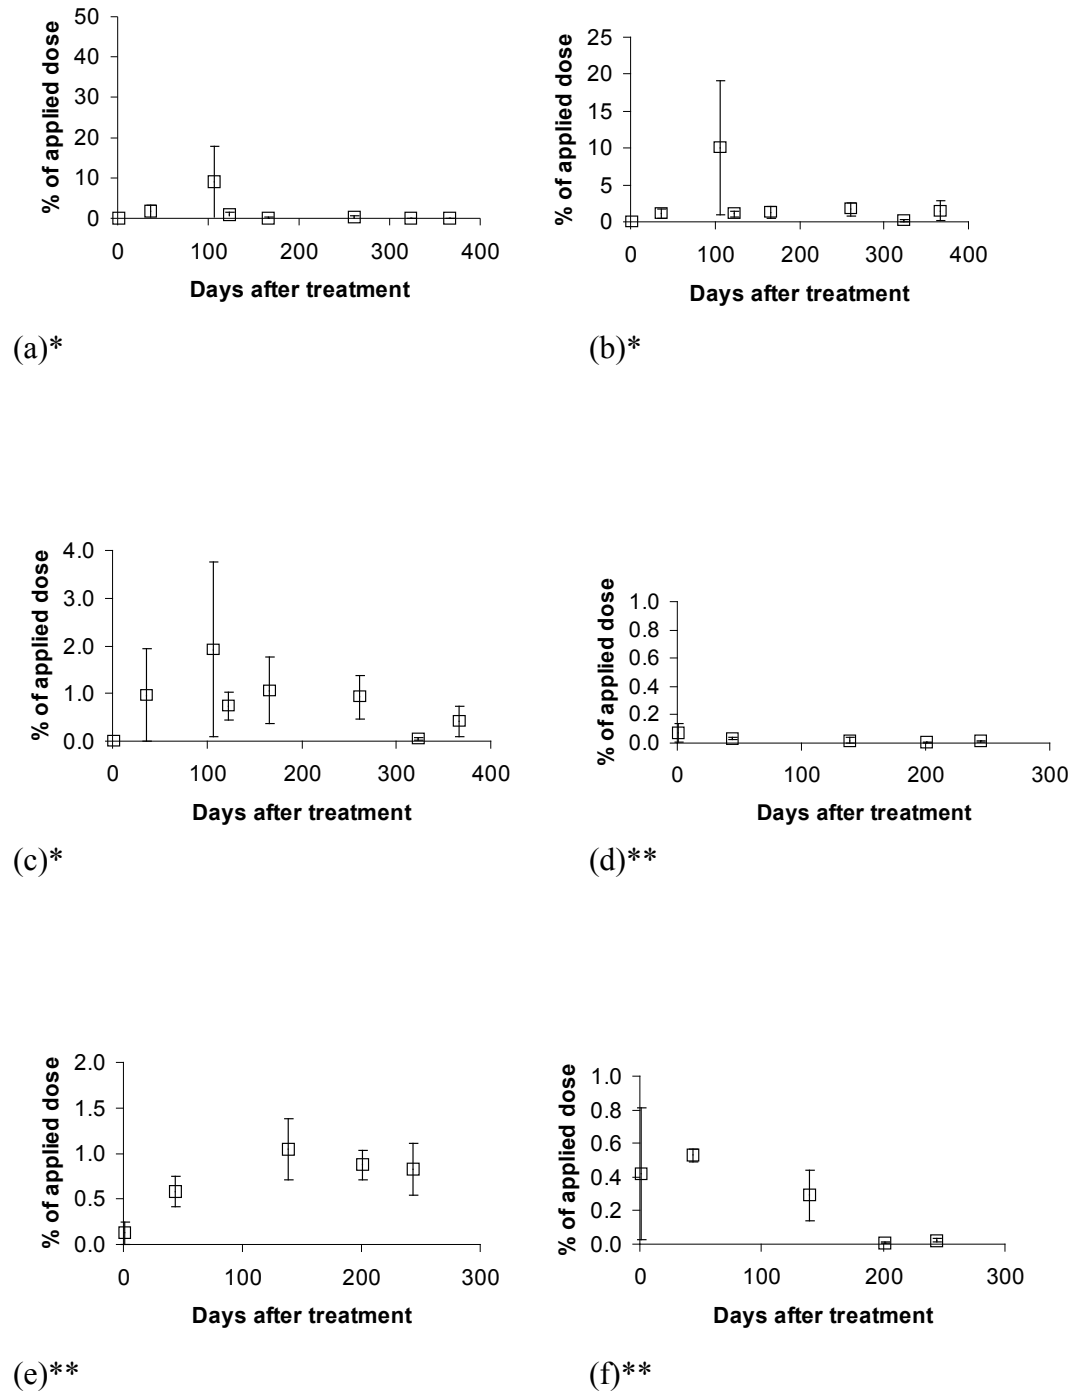 % of applied dose
50
40
30
20
10
0
0 100 200 300 400
Days after treatment
(a)*
% of applied dose
25
20
15
10
5
0
0 100 200 300 400
Days after treatment
(b)*
% of applied dose
4.0
3.0
2.0
1.0
0.0
0 100 200 300 400
Days after treatment
(c)*
% of applied dose
1.0
0.8
0.6
0.4
0.2
0.0
0 100 200 300
Days after treatment
(d)**
% of applied dose
2.0
1.5
1.0
0.5
0.0
0 100 200 300
Days after treatment
(e)**
% of applied dose
1.0
0.8
0.6
0.4
0.2
0.0
0 100 200 300
Days after treatment
(f)**